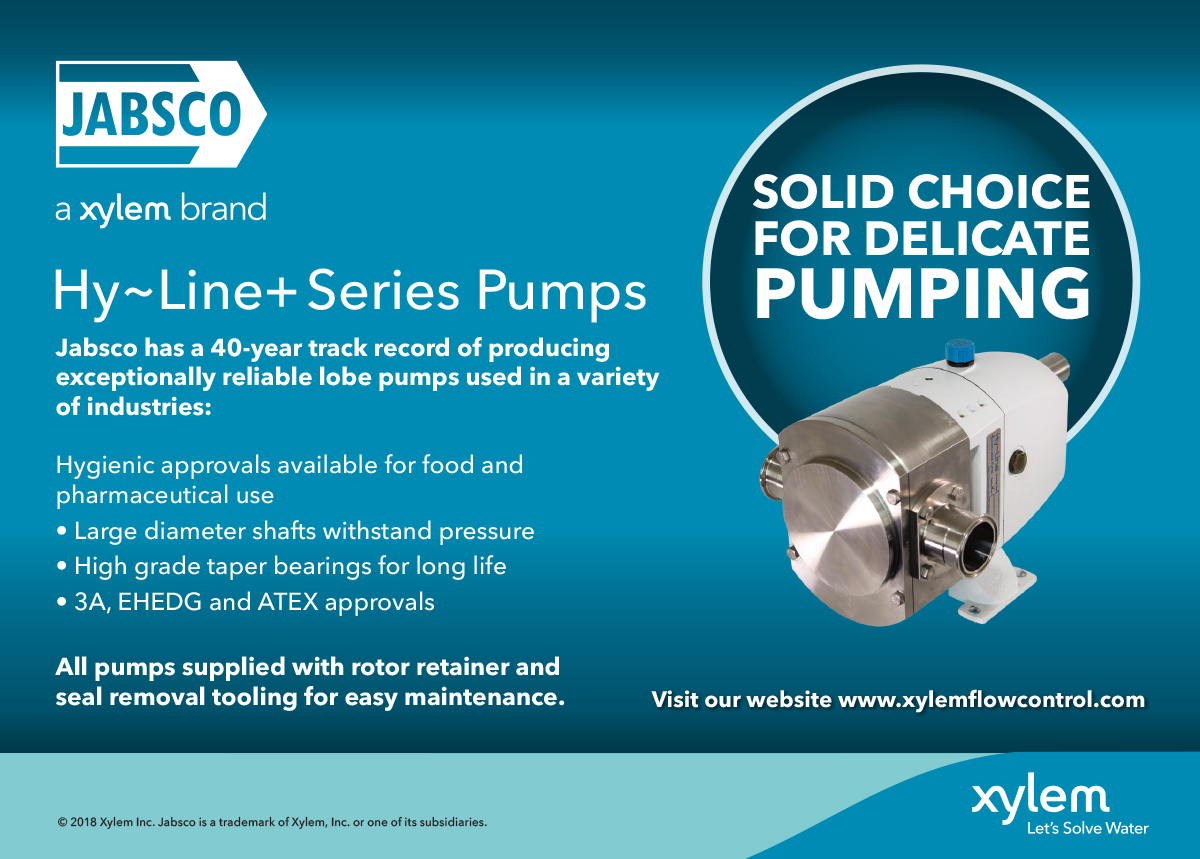 JABSCO
a xylem brand
Hy~Line+ Series Pumps
Jabsco has a 40-year track record of producing
exceptionally reliable lobe pumps used in a variety
of industries:
Hygienic approvals available for food and
pharmaceutical use
• Large diameter shafts withstand pressure
• High grade taper bearings for long life
• 3A, EHEDG and ATEX approvals
All pumps supplied with rotor retainer and
seal removal tooling for easy maintenance.
SOLID CHOICE
FOR DELICATE
PUMPING
Visit our website www.xylemflowcontrol.com
© 2018 Xylem Inc. Jabsco is a trademark of Xylem, Inc. or one of its subsidiaries.
xylem
Let's Solve Water